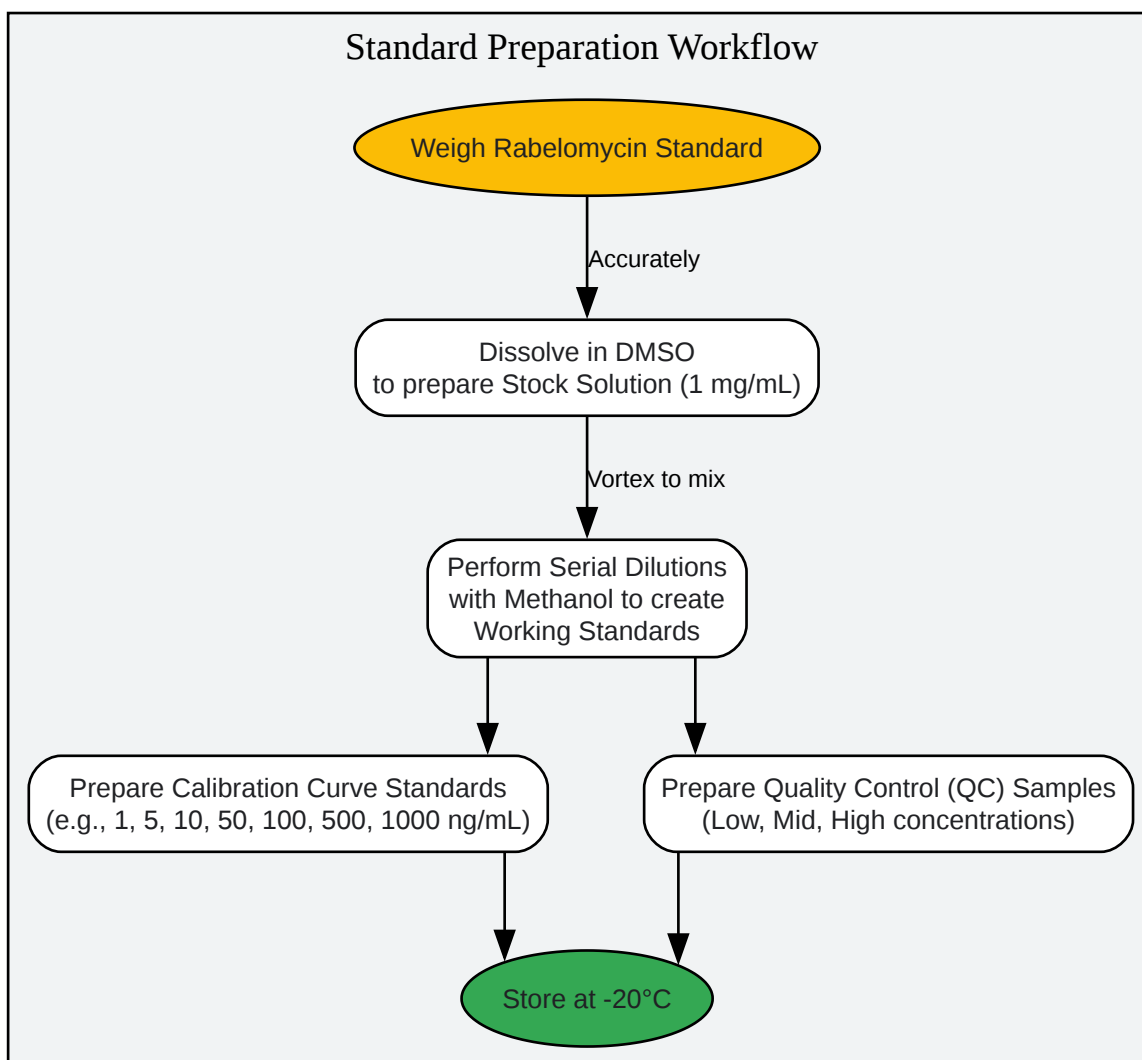 Standard Preparation Workflow
Weigh Rabelomycin Standard
Accurately
Dissolve in DMSO
to prepare Stock Solution (1 mg/mL)
Vortex to mix
Perform Serial Dilutions
with Methanol to create
Working Standards
Prepare Calibration Curve Standards
(e.g., 1, 5, 10, 50, 100, 500, 1000 ng/mL)
Prepare Quality Control (QC) Samples
(Low, Mid, High concentrations)
Store at -20°C